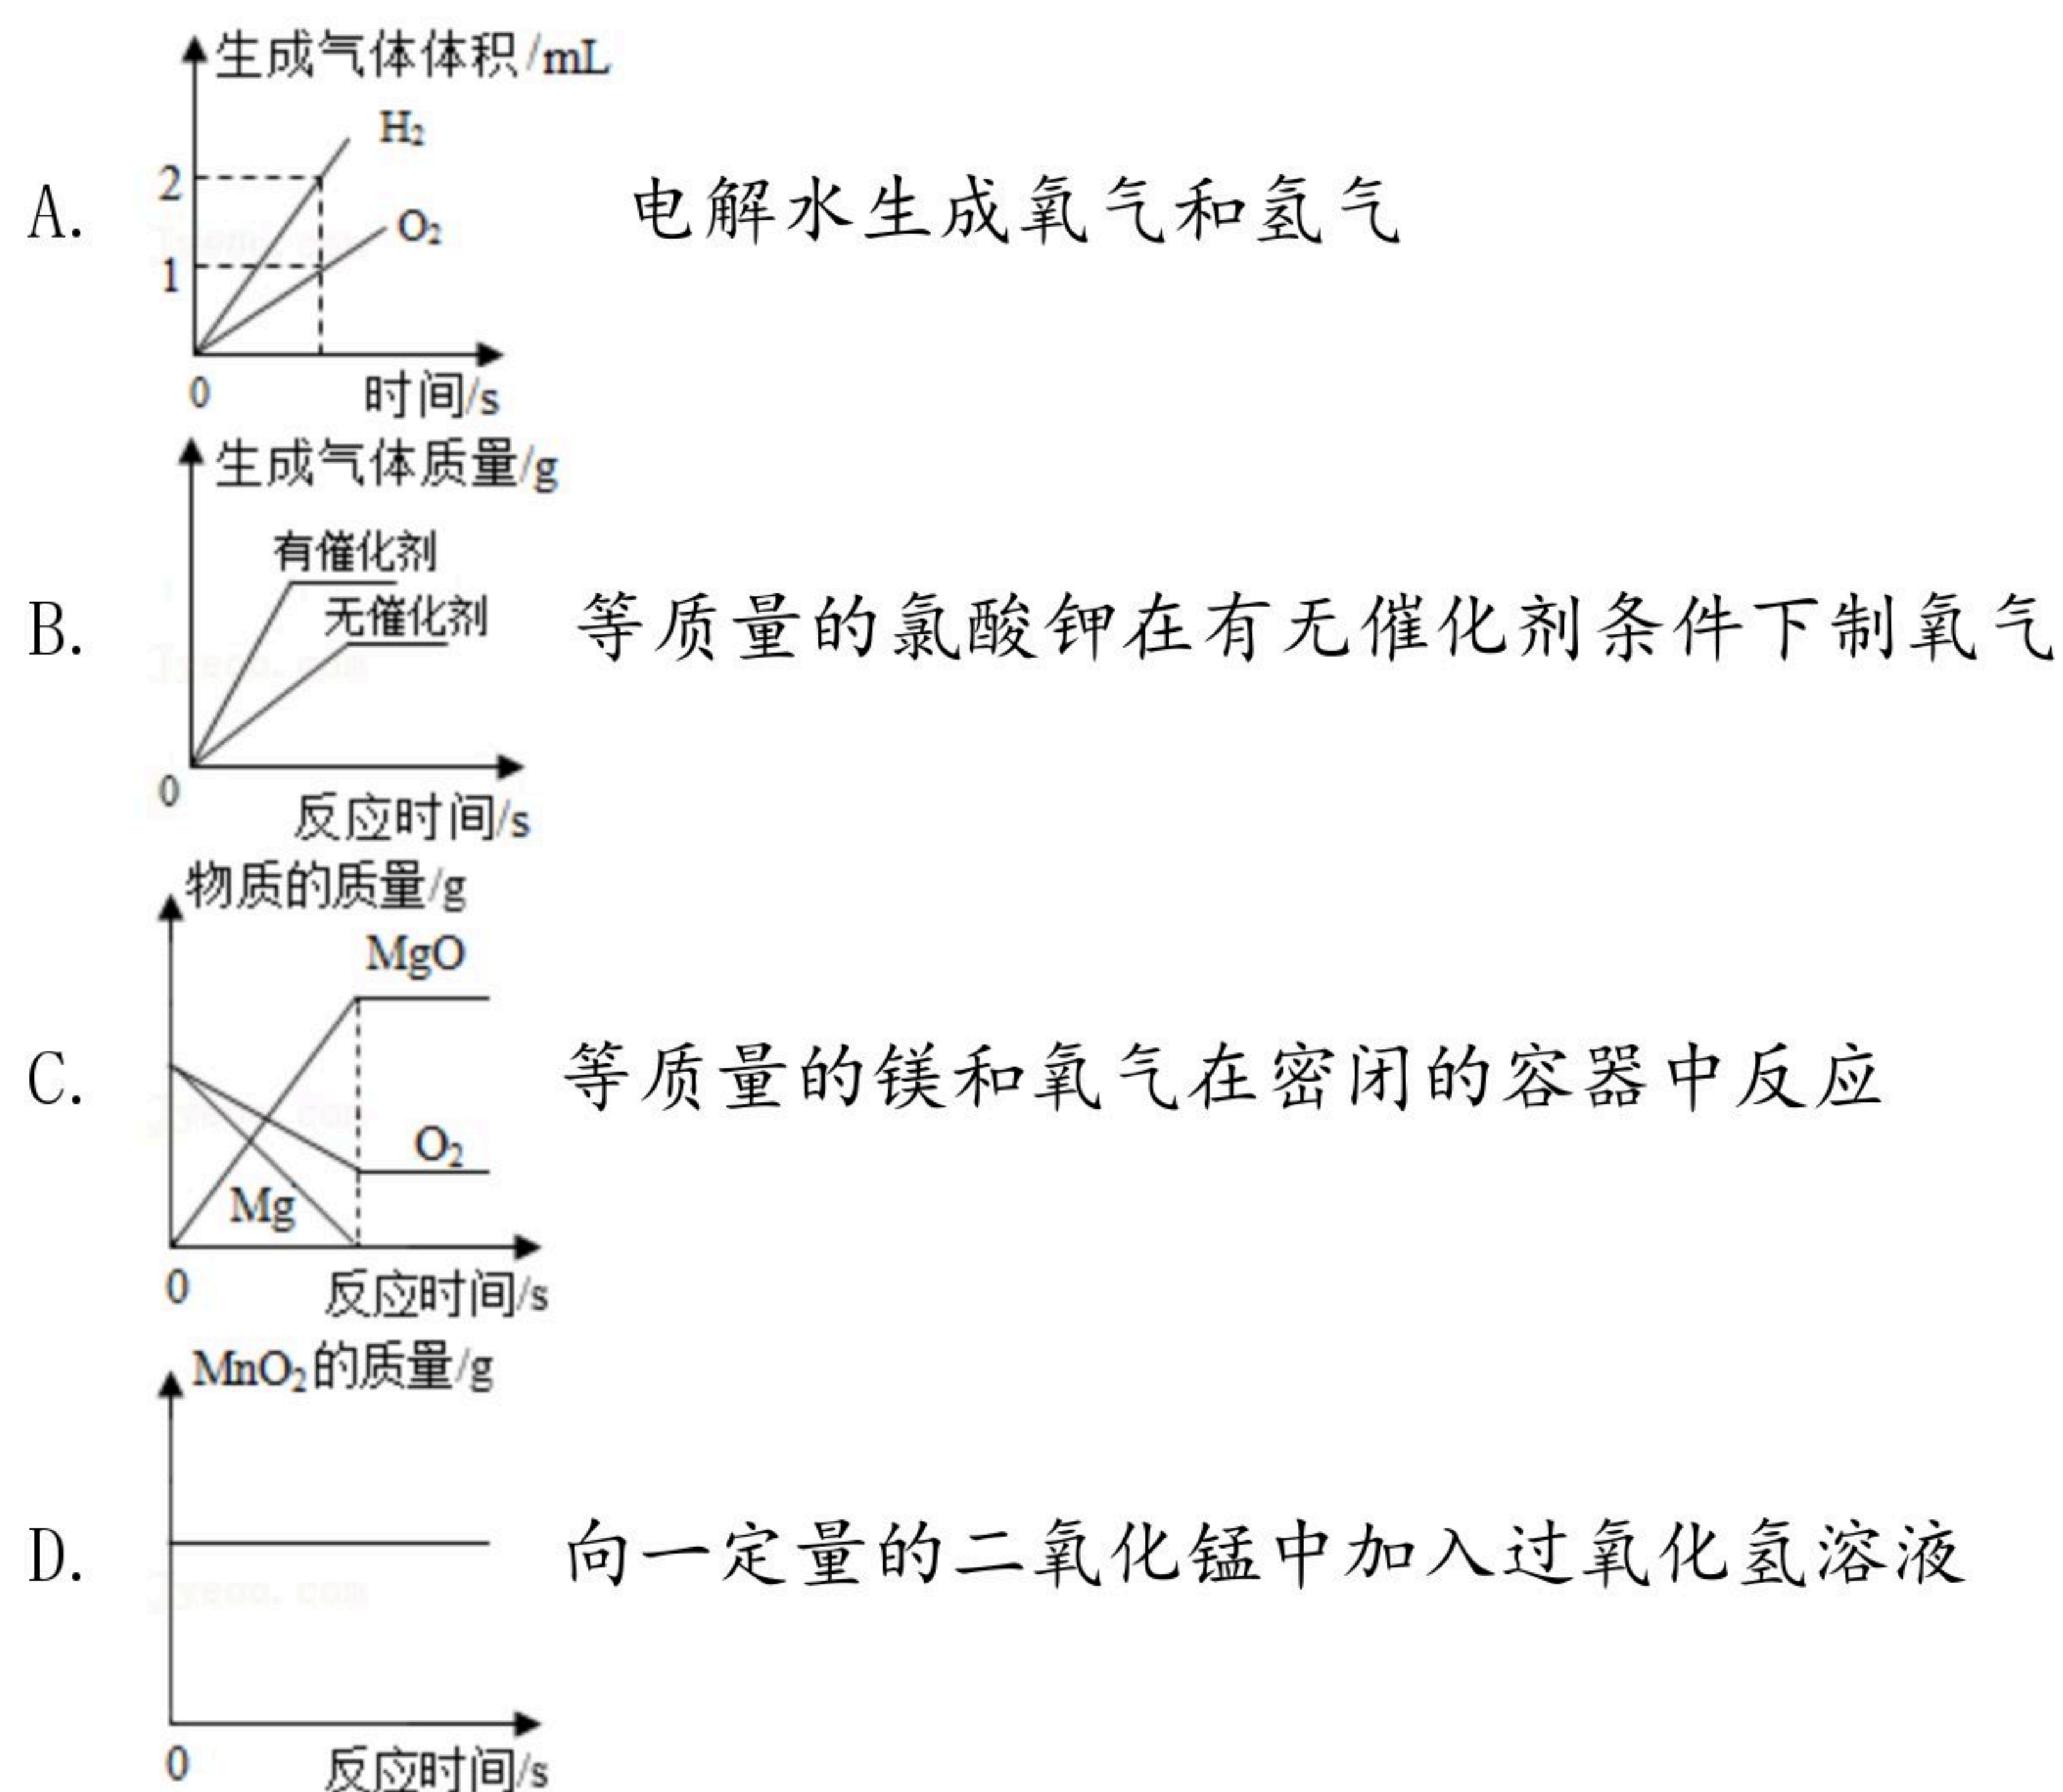 生成气体体积/mL
H₂
2
A.
电解水生成氧气和氢气
O₂
1
0
时间/s
生成气体质量/g
有催化剂
无催化剂
B.
等质量的氯酸钾在有无催化剂条件下制氧气
0
反应时间/s
物质的质量/g
MgO
C.
等质量的镁和氧气在密闭的容器中反应
O₂
Mg
0
反应时间/s
MnO₂的质量/g
D.
向一定量的二氧化锰中加入过氧化氢溶液
Jyeoo.com
0
反应时间/s